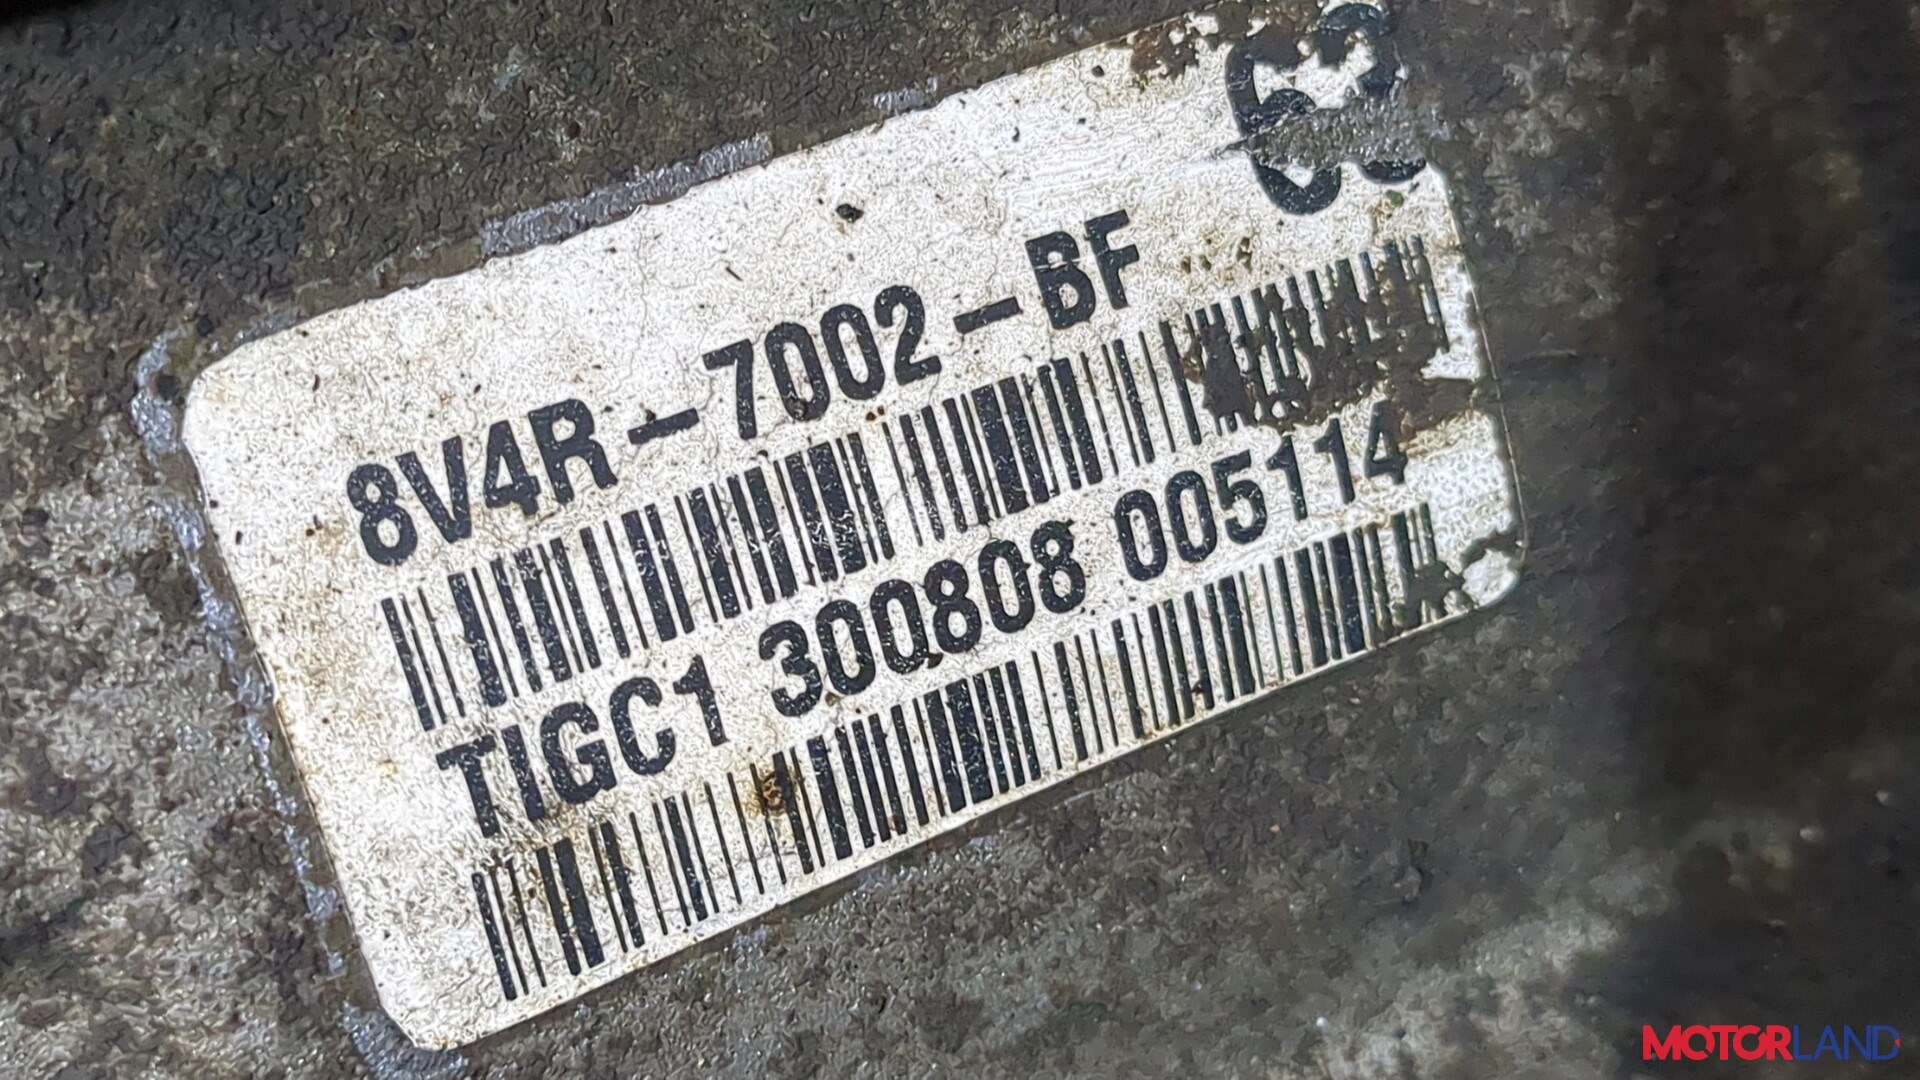 8V4R-7002-BF
TIGC1 300808 005114
MOTORLAND